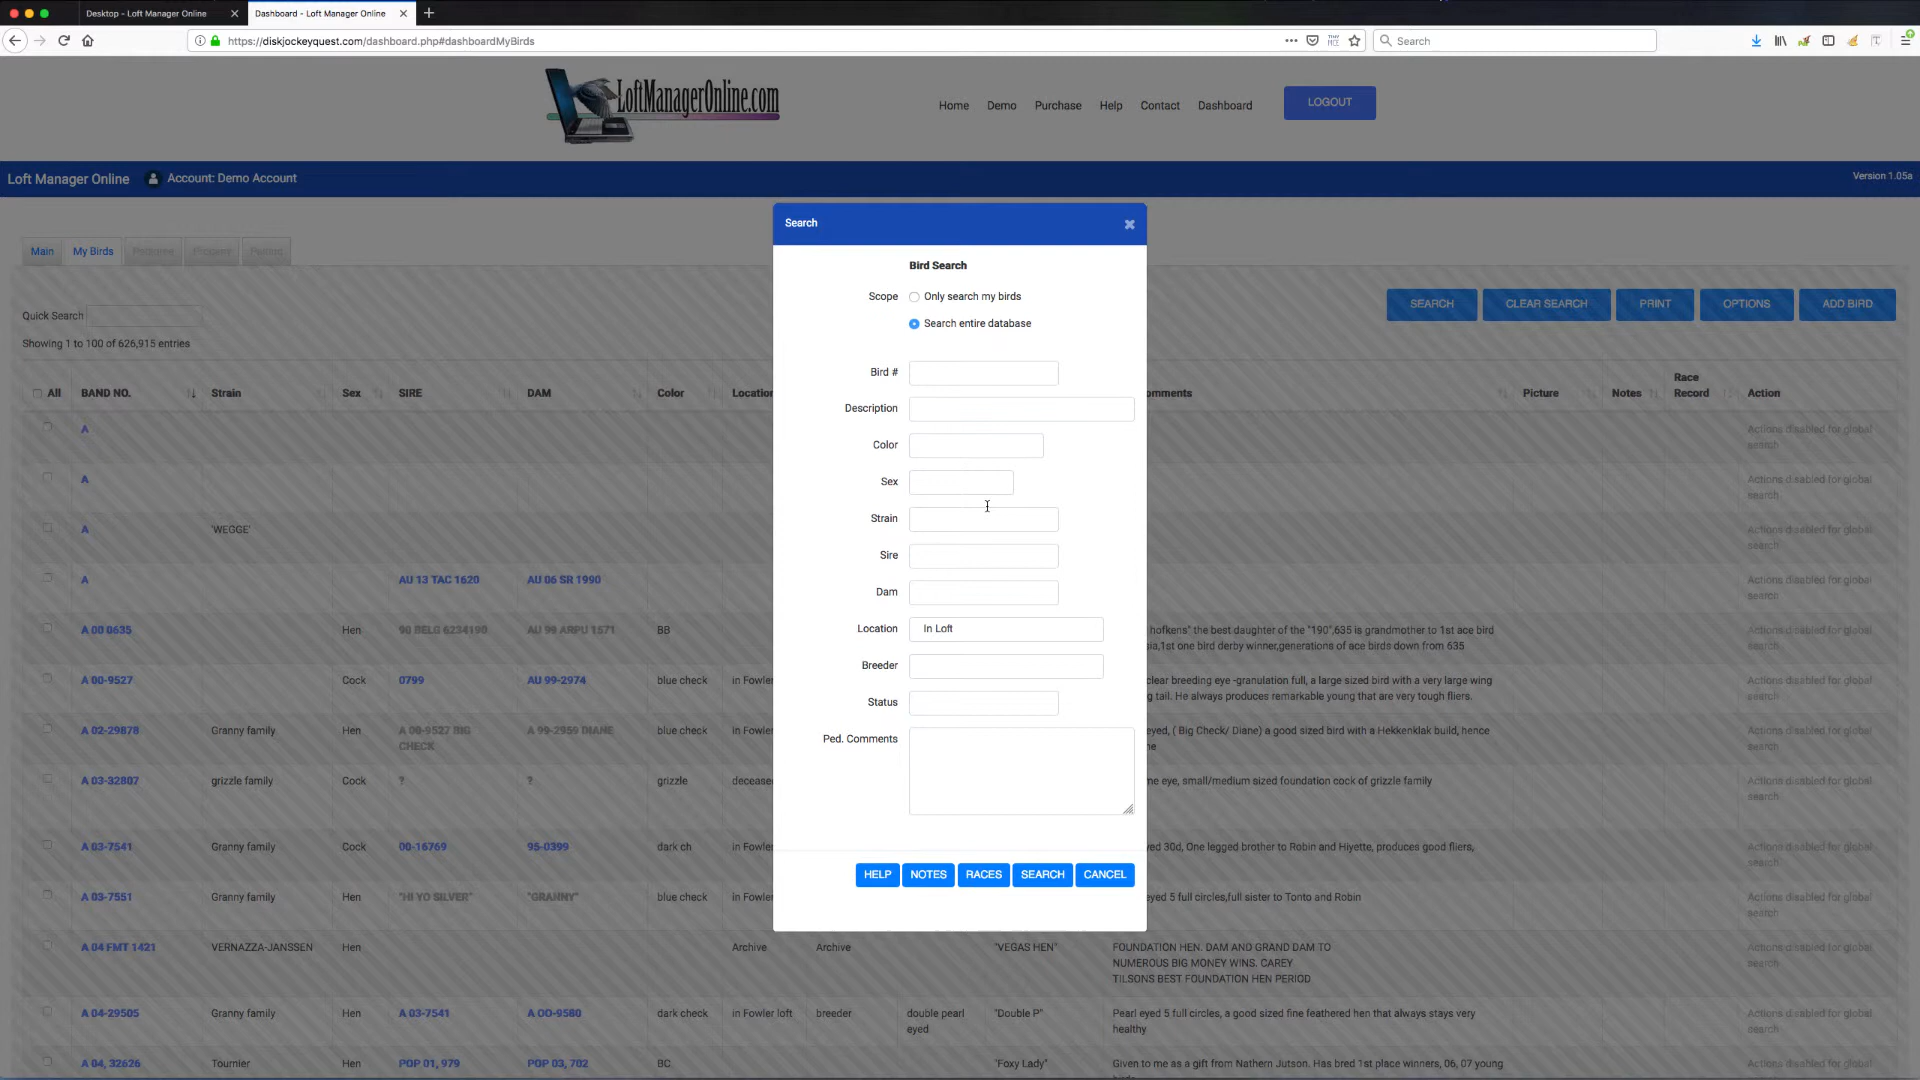 Desktop - Loft Manager Online
Dashboard - Loft Manager Online
https://diskjockeyquest.com/dashboard.php#dashboardMyBirds
Search
LoftManagerOnline.com
Home Demo Purchase Help Contact Dashboard LOGOUT
Loft Manager Online Account: Demo Account Version 1.05a
Main My Birds Pedigree Progeny Period
Quick Search
SEARCH CLEAR SEARCH PRINT OPTIONS ADD BIRD
Showing 1 to 100 of 626,915 entries
All BAND NO. Strain Sex SIRE DAM Color Location omments Picture Notes Race Record Action
A Actions disabled for global search
A Actions disabled for global search
A 'WEGGE' Actions disabled for global search
A AU 13 TAC 1620 AU 06 SR 1990 Actions disabled for global search
A 00 0635 Hen 90 BELG 6234190 AU 99 ARPU 1571 BB hofkens" the best daughter of the "190",635 is grandmother to 1st ace bird Actions disabled for global
ia,1st one bird derby winner,generations of ace birds down from 635 search
A 00-9527 Cock 0799 AU 99-2974 blue check in Fowler clear breeding eye -granulation full, a large sized bird with a very large wing Actions disabled for global
g tail. He always produces remarkable young that are very tough fliers. search
A 02-29878 Granny family Hen A 00-9527 BIG A 99-2959 DIANE blue check in Fowler eyed, ( Big Check/ Diane) a good sized bird with a Hekkenklak build, hence Actions disabled for global
CHECK ne search
A 03-32807 grizzle family Cock ? ? grizzle decease me eye, small/medium sized foundation cock of grizzle family Actions disabled for global
search
A 03-7541 Granny family Cock 00-16769 95-0399 dark ch in Fowler yed 30d, One legged brother to Robin and Hiyette, produces good fliers, Actions disabled for global
search
A 03-7551 Granny family Hen "HI-YO SILVER" "GRANNY" blue check in Fowler eyed 5 full circles,full sister to Tonto and Robin Actions disabled for global
search
A 04 FMT 1421 VERNAZZA-JANSSEN Hen Archive Archive "VEGAS HEN" FOUNDATION HEN. DAM AND GRAND DAM TO Actions disabled for global
NUMEROUS BIG MONEY WINS. CAREY search
TILSONS BEST FOUNDATION HEN PERIOD
A 04-29505 Granny family Hen A 03-7541 A OO-9580 dark check in Fowler loft breeder double pearl "Double P" Pearl eyed 5 full circles, a good sized fine feathered hen that always stays very Actions disabled for global
eyed healthy search
A 04, 32626 Tournier Hen POP 01, 979 POP 03, 702 BC "Foxy Lady" Given to me as a gift from Nathern Jutson. Has bred 1st place winners, 06, 07 young Actions disabled for global
Search
Bird Search
Scope Only search my birds
Search entire database
Bird #
Description
Color
Sex
Strain
Sire
Dam
Location In Loft
Breeder
Status
Ped. Comments
HELP NOTES RACES SEARCH CANCEL